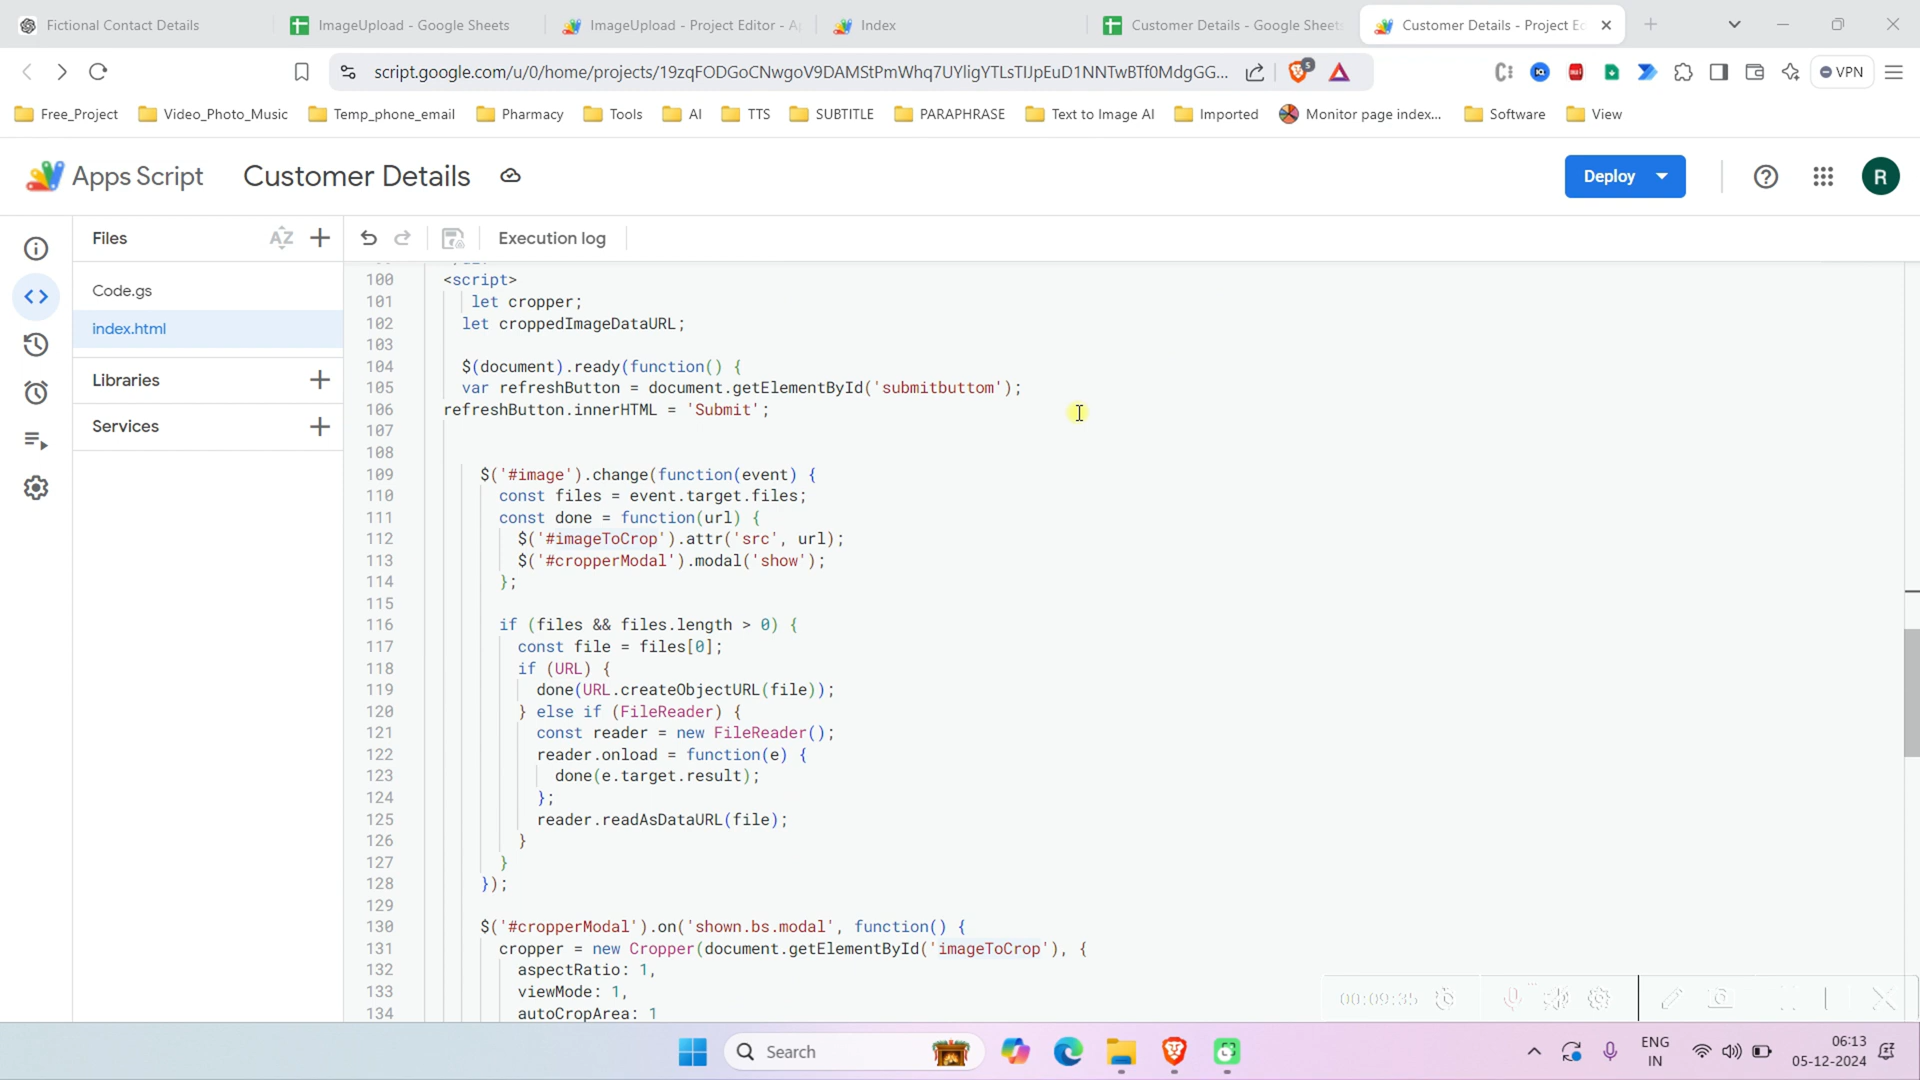 Fictional Contact Details
ImageUpload - Google Sheets
ImageUpload - Project Editor - A
Index
Customer Details - Google Sheet
Customer Details - Project E
script.google.com/u/0/home/projects/19zqFODGoCNwgoV9DAMStPmWhq7UYligYTLsTlJpEuD1NNTwBTf0MdgGG...
5
VPN
Free_Project
Video_Photo_Music
Temp_phone_email
Pharmacy
Tools
AI
TTS
SUBTITLE
PARAPHRASE
Text to Image AI
Imported
Monitor page index...
Software
View
Apps Script
Customer Details
Deploy
R
Files
AZ
Execution log
Code.gs
index.html
Libraries
Services
100 <script>
101 let cropper;
102 let croppedImageDataURL;
103
104 $(document).ready(function() {
105 var refreshButton = document.getElementById('submitbuttom');
106 refreshButton.innerHTML = 'Submit';
107
108
109 $('#image').change(function(event) {
110 const files = event.target.files;
111 const done = function(url) {
112 $('#imageToCrop').attr('src', url);
113 $('#cropperModal').modal('show');
114 };
115
116 if (files && files.length > 0) {
117 const file = files[0];
118 if (URL) {
119 done(URL.createObjectURL(file));
120 } else if (FileReader) {
121 const reader = new FileReader();
122 reader.onload = function(e) {
123 done(e.target.result);
124 };
125 reader.readAsDataURL(file);
126 }
127 }
128 });
129
130 $('#cropperModal').on('shown.bs.modal', function() {
131 cropper = new Cropper(document.getElementById('imageToCrop'), {
132 aspectRatio: 1,
133 viewMode: 1,
134 autoCropArea: 1
00:09:35
Search
ENG
IN
06:13
05-12-2024